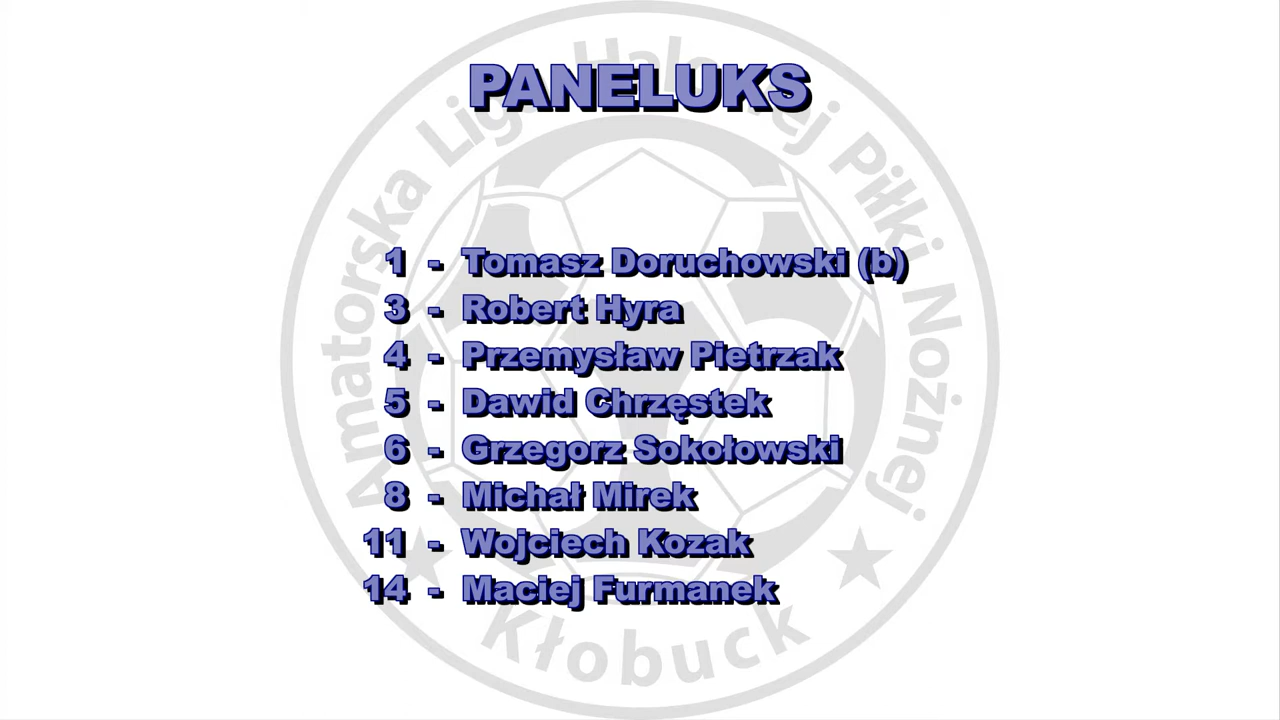 PANELUKS
1 - Tomasz Doruchowski (b)
3 - Robert Hyra
4 - Przemysław Pietrzak
5 - Dawid Chrzęstek
6 - Grzegorz Sokołowski
8 - Michał Mirek
11 - Wojciech Kozak
14 - Maciej Furmanek
Amatorska Liga Halowej Piłki Nożnej
Kłobuck